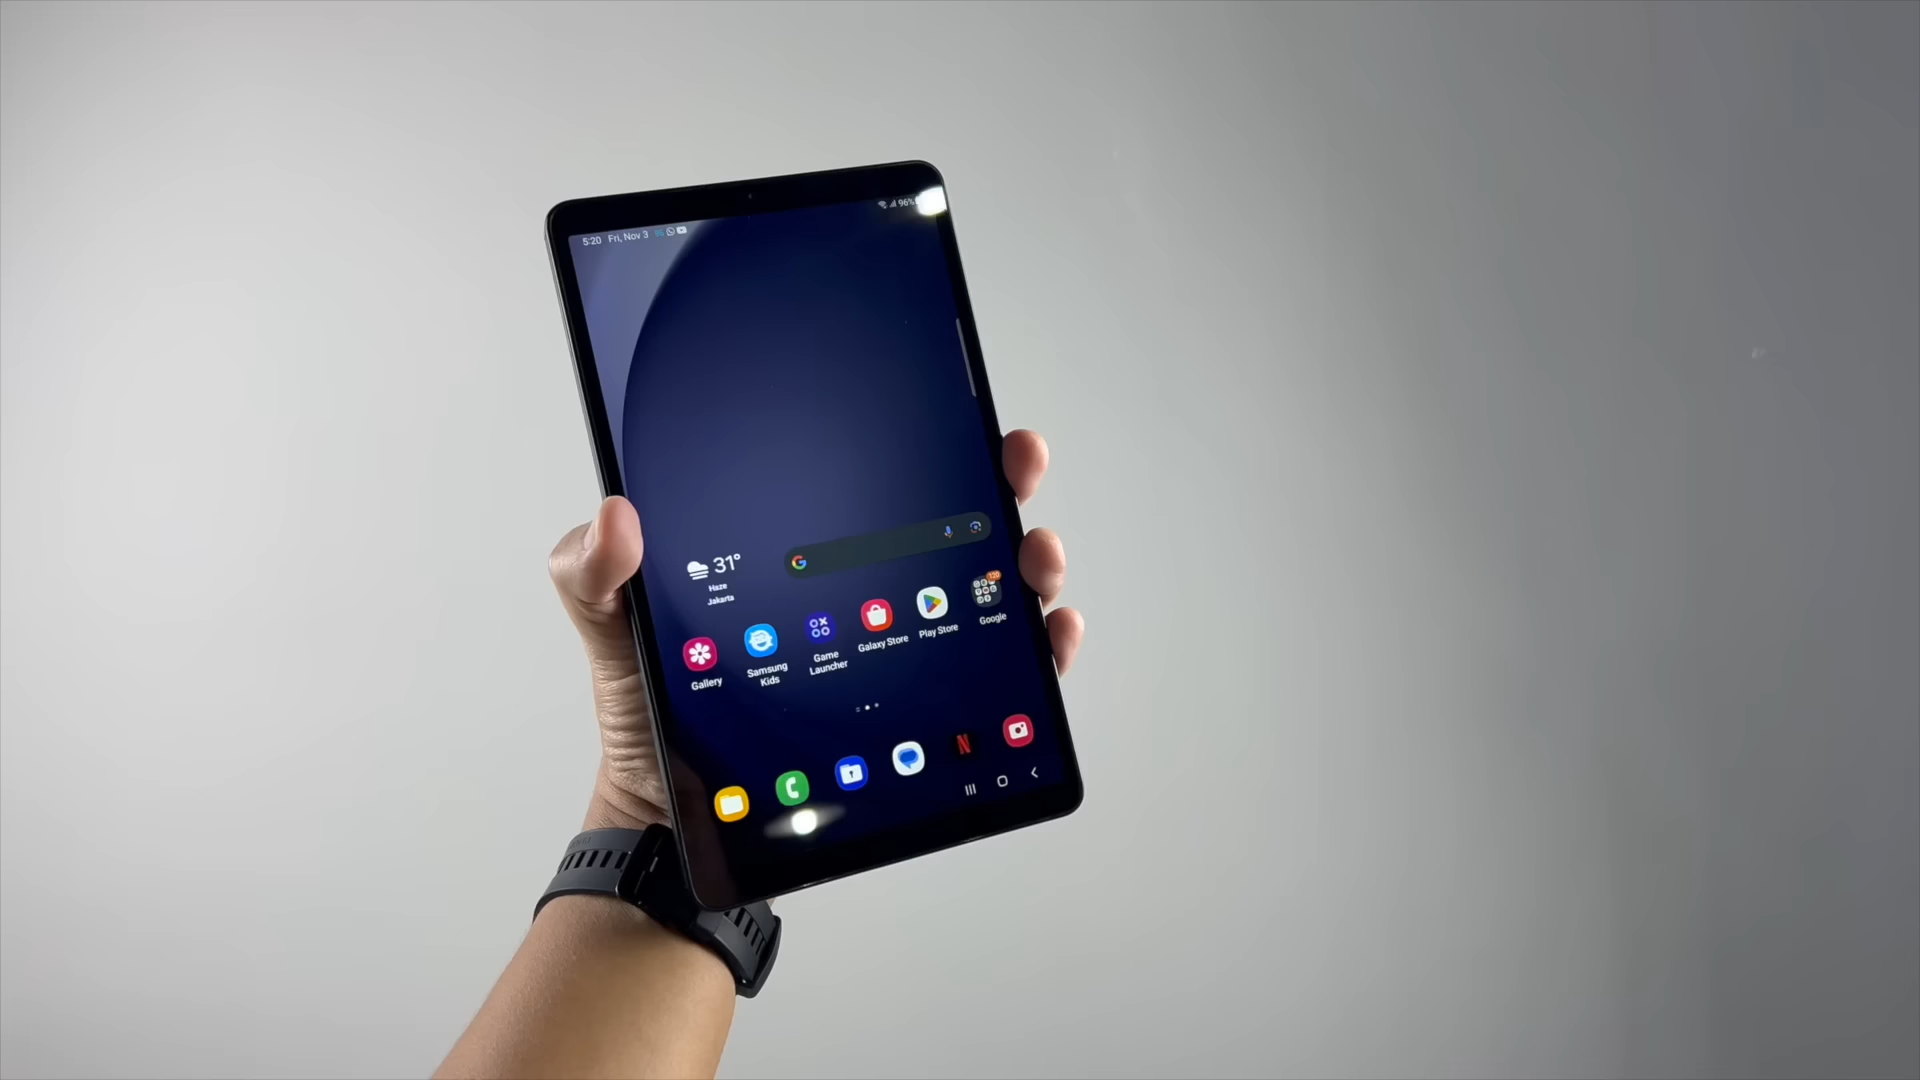 5:20 Fri, Nov 3
96%
31°
Haze
Jakarta
Gallery
Samsung
Kids
Game
Launcher
Galaxy Store
Play Store
120
Google